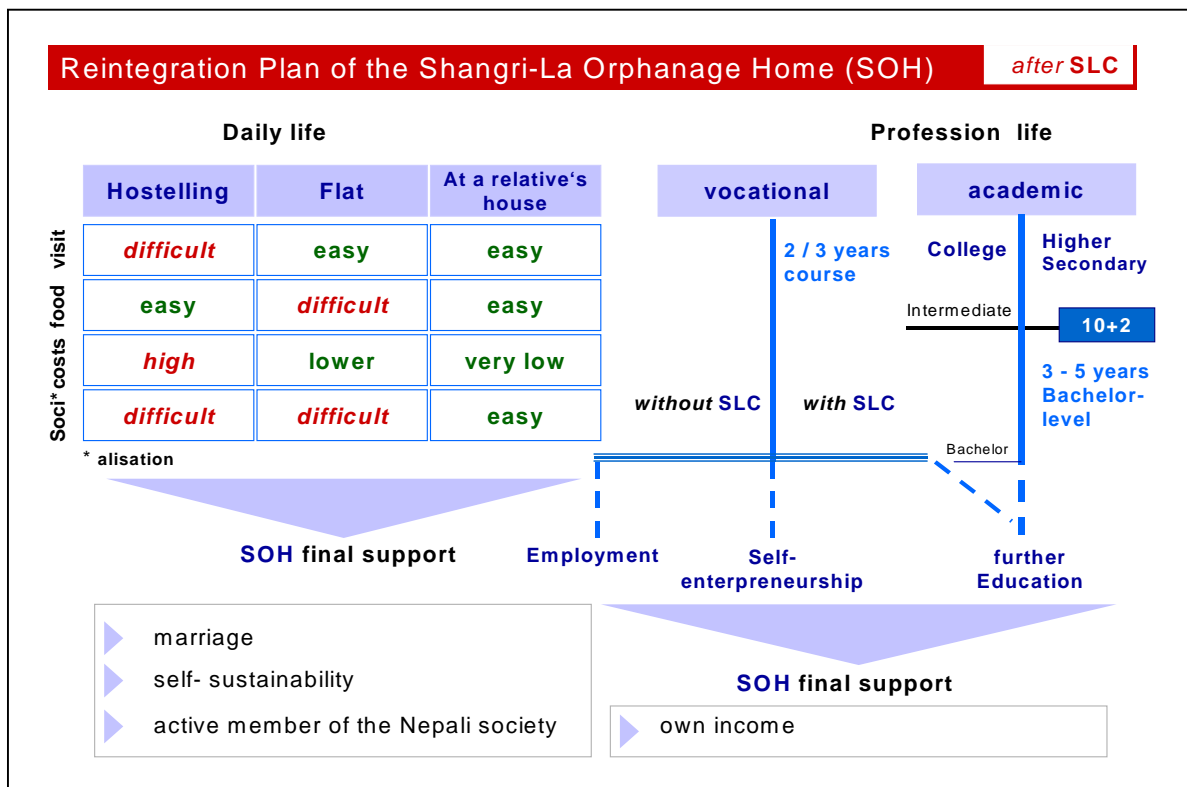 Reintegration Plan of the Shangri-La Orphanage Home (SOH)
after SLC
Daily life
Hostelling Flat At a relative‘s
house
visit difficult easy easy
food easy difficult easy
costs high lower very low
Soci* difficult difficult easy
* alisation
SOH final support
marriage
self- sustainability
active member of the Nepali society
Profession life
vocational academic
2 / 3 years
course
College
Higher
Secondary
Intermediate
10+2
3 - 5 years
Bachelor-
level
without SLC with SLC
Bachelor
Employment
Self-
enterpreneurship
further
Education
SOH final support
own income